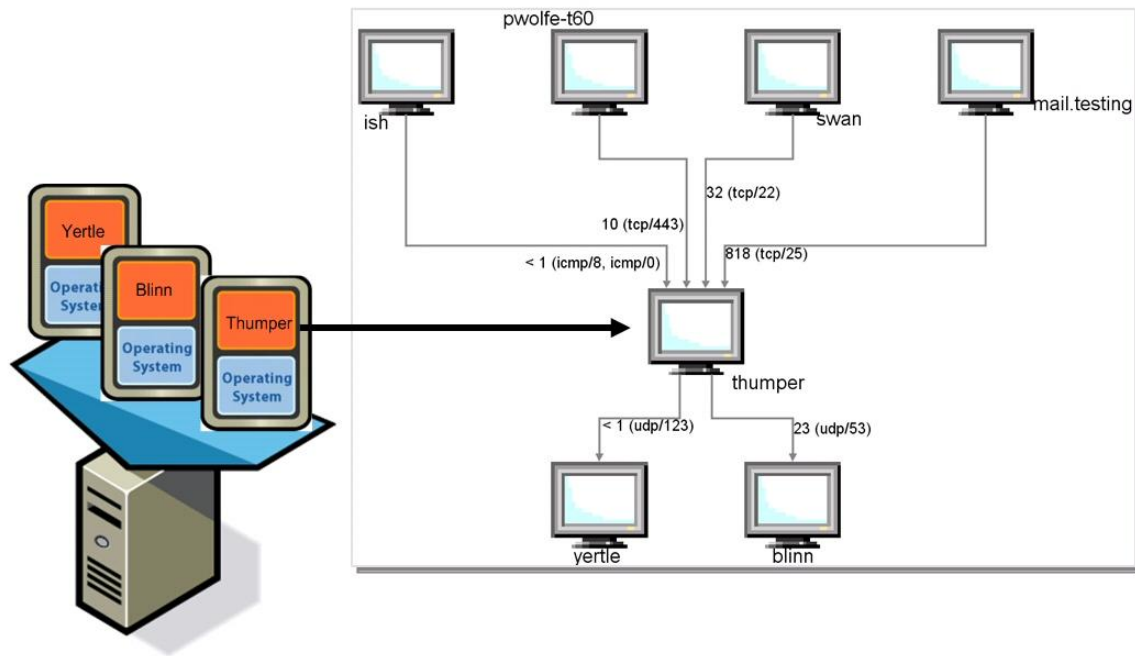 pwolfe-t60
ish
swan
mail.testing
32 (tcp/22)
10 (tcp/443)
818 (tcp/25)
< 1 (icmp/8, icmp/0)
Yertle
Operating
System
Blinn
Operating
System
Thumper
Operating
System
thumper
< 1 (udp/123)
23 (udp/53)
yertle
blinn